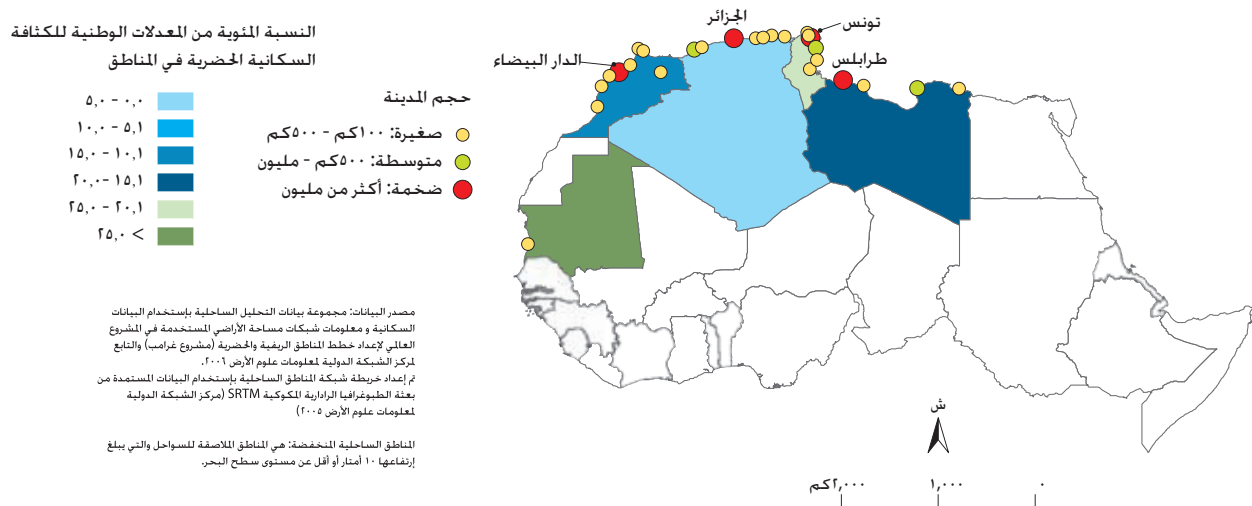 النسبة المئوية من المعدلات الوطنية للكثافة
السكانية الحضرية في المناطق
٠,٠ - ٥,٠
٥,١ - ١٠,٠
١٠,١ - ١٥,٠
١٥,١ -٢٠,٠
٢٠,١ - ٢٥,٠
> ٢٥,٠
حجم المدينة
صغيرة: ١٠٠كم - ٥٠٠كم
متوسطة: ٥٠٠كم - مليون
ضخمة: أكثر من مليون
الجزائر
تونس
الدار البيضاء
طرابلس
مصدر البيانات: مجموعة بيانات التحليل الساحلية بإستخدام البيانات
السكانية و معلومات شبكات مساحة الأراضي المستخدمة في المشروع
العالمي لإعداد خطط المناطق الريفية والحضرية (مشروع غرامب) والتابع
لمركز الشبكة الدولية لمعلومات علوم الأرض ٢٠٠٦.
تم إعداد خريطة شبكة المناطق الساحلية بإستخدام البيانات المستمدة من
بعثة الطبوغرافيا الرادارية المكوكية SRTM (مركز الشبكة الدولية
لمعلومات علوم الأرض ٢٠٠٥)
المناطق الساحلية المنخفضة: هي المناطق الملاصقة للسواحل والتي يبلغ
إرتفاعها ١٠ أمتار أو أقل عن مستوى سطح البحر.
ش
٠ ١,٠٠٠ ٢,٠٠٠كم